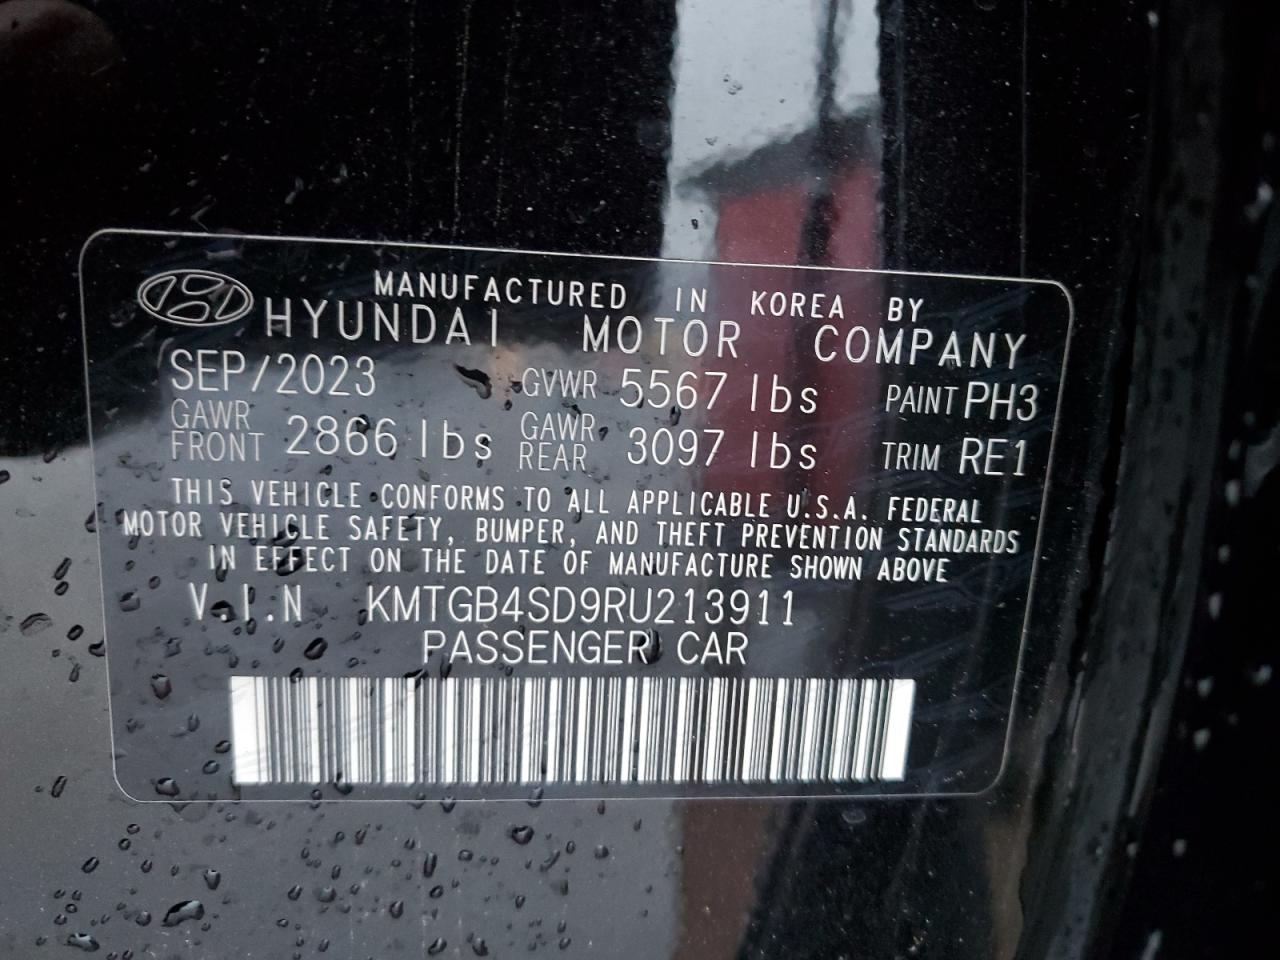 MANUFACTURED IN KOREA BY
HYUNDAI MOTOR COMPANY
SEP/2023 GVWR 5567 lbs PAINT PH3
GAWR FRONT 2866 lbs GAWR REAR 3097 lbs TRIM RE1
THIS VEHICLE CONFORMS TO ALL APPLICABLE U.S.A. FEDERAL
MOTOR VEHICLE SAFETY, BUMPER, AND THEFT PREVENTION STANDARDS
IN EFFECT ON THE DATE OF MANUFACTURE SHOWN ABOVE
V.I.N KMTGB4SD9RU213911
PASSENGER CAR